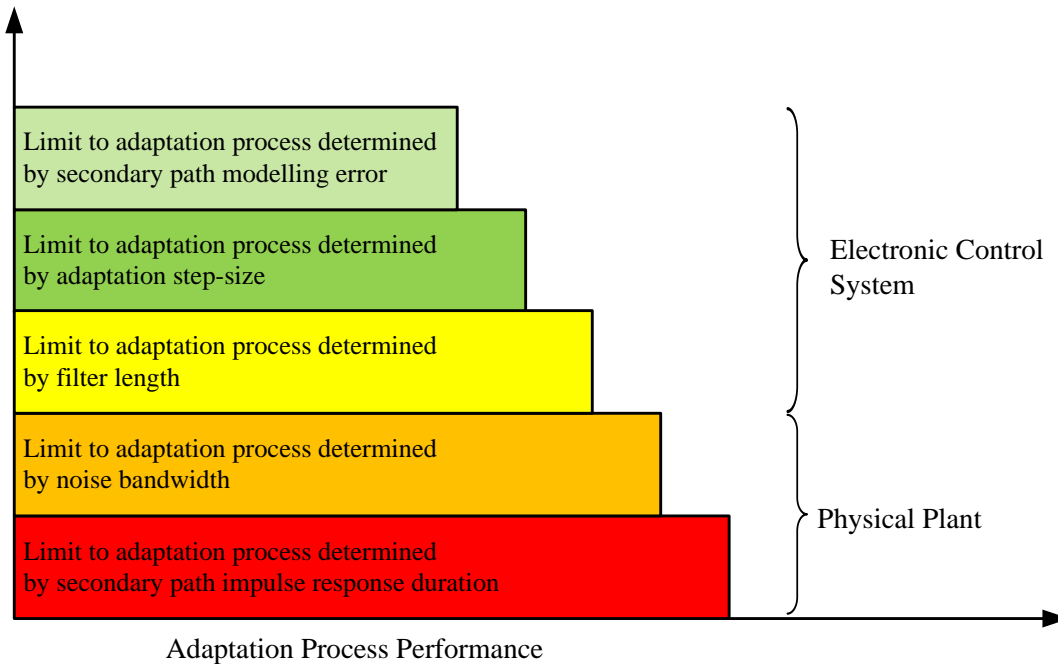 Limit to adaptation process determined
by secondary path modelling error
Limit to adaptation process determined
by adaptation step-size
Limit to adaptation process determined
by filter length
Limit to adaptation process determined
by noise bandwidth
Limit to adaptation process determined
by secondary path impulse response duration
Electronic Control
System
Physical Plant
Adaptation Process Performance